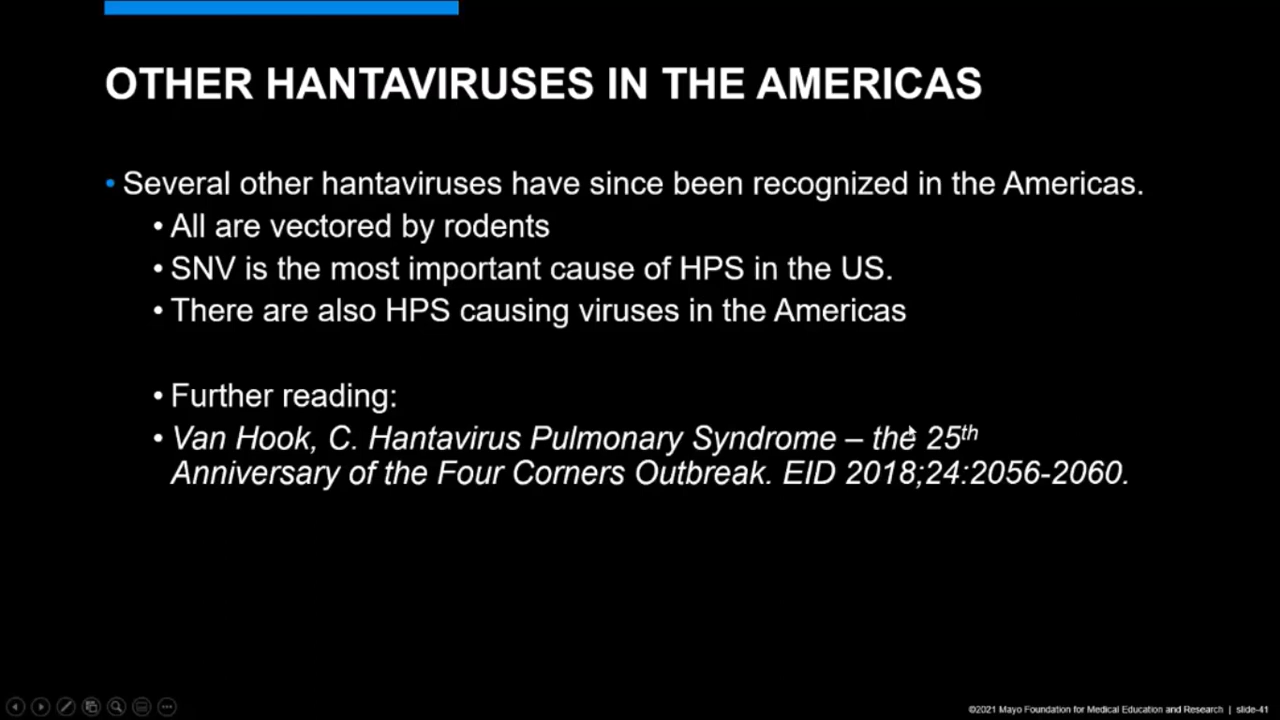 OTHER HANTAVIRUSES IN THE AMERICAS
• Several other hantaviruses have since been recognized in the Americas.
• All are vectored by rodents
• SNV is the most important cause of HPS in the US.
• There are also HPS causing viruses in the Americas
• Further reading:
• Van Hook, C. Hantavirus Pulmonary Syndrome – the 25th
Anniversary of the Four Corners Outbreak. EID 2018;24:2056-2060.
©2021 Mayo Foundation for Medical Education and Research | slide-41